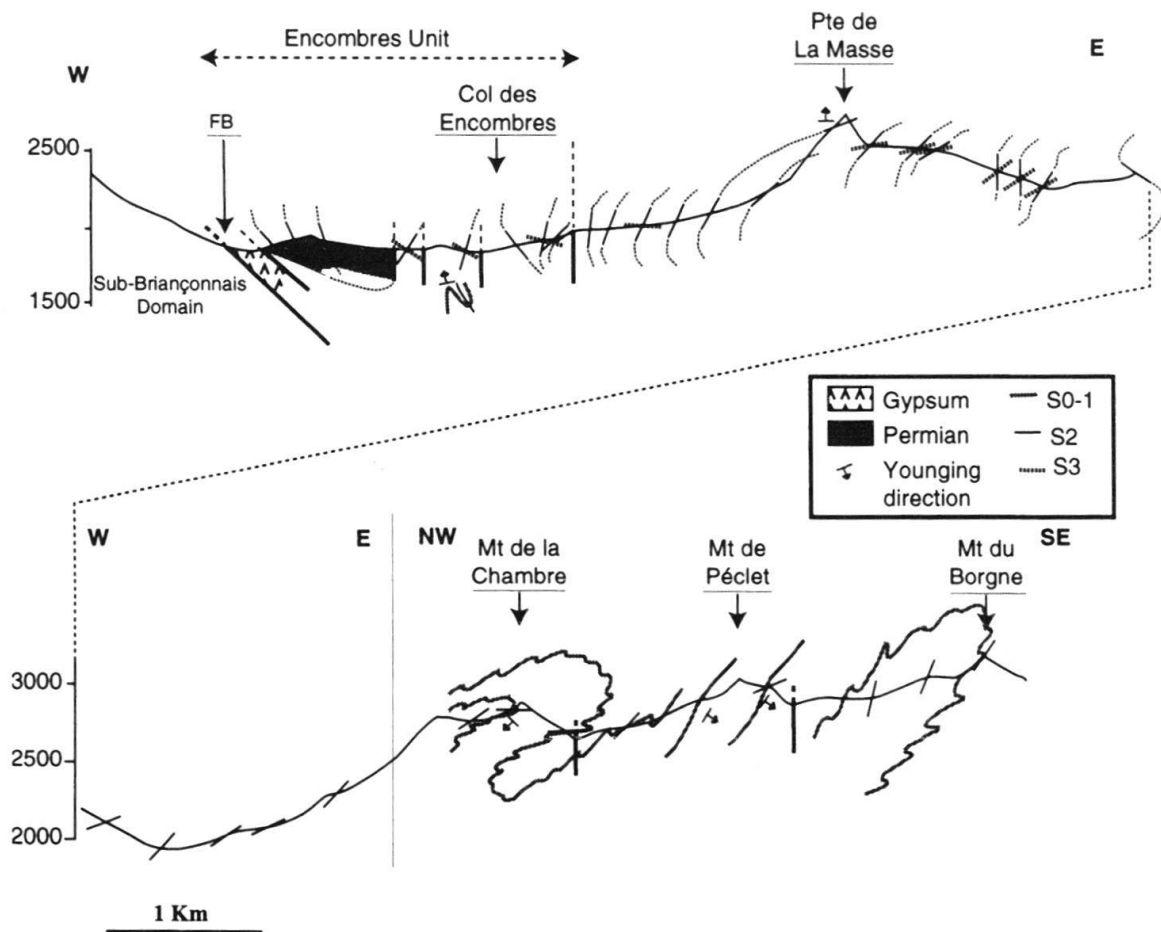 Encombres Unit
Pte de
La Masse
W
E
Col des
Encombres
FB
2500
1500
Sub-Briançonnais
Domain
Gypsum
S0-1
Permian
S2
Younging
direction
S3
W
E
NW
SE
Mt de la
Chambre
Mt de
Péclet
Mt du
Borgne
3000
2500
2000
1 Km